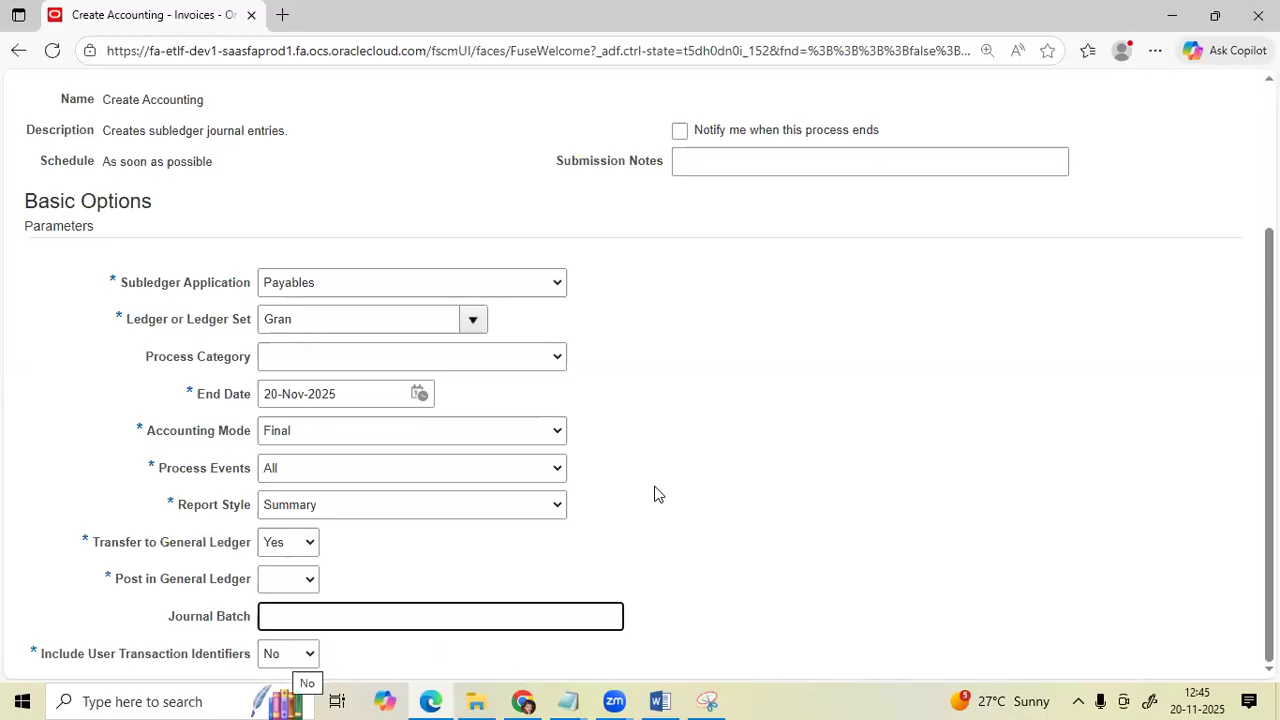 Create Accounting - Invoices - Or
https://fa-etlf-dev1-saasfaprod1.fa.ocs.oraclecloud.com/fscmUI/faces/FuseWelcome?_adf.ctrl-state=t5dh0dn0i_152&fnd=%3B%3B%3B%3Bfalse%3B...
Ask Copilot
Name Create Accounting
Description Creates subledger journal entries.
Notify me when this process ends
Schedule As soon as possible
Submission Notes
Basic Options
Parameters
* Subledger Application Payables
* Ledger or Ledger Set Gran
Process Category
* End Date 20-Nov-2025
* Accounting Mode Final
* Process Events All
* Report Style Summary
* Transfer to General Ledger Yes
* Post in General Ledger
Journal Batch
* Include User Transaction Identifiers No
No
Type here to search
zm
5
27°C Sunny
12:45
20-11-2025